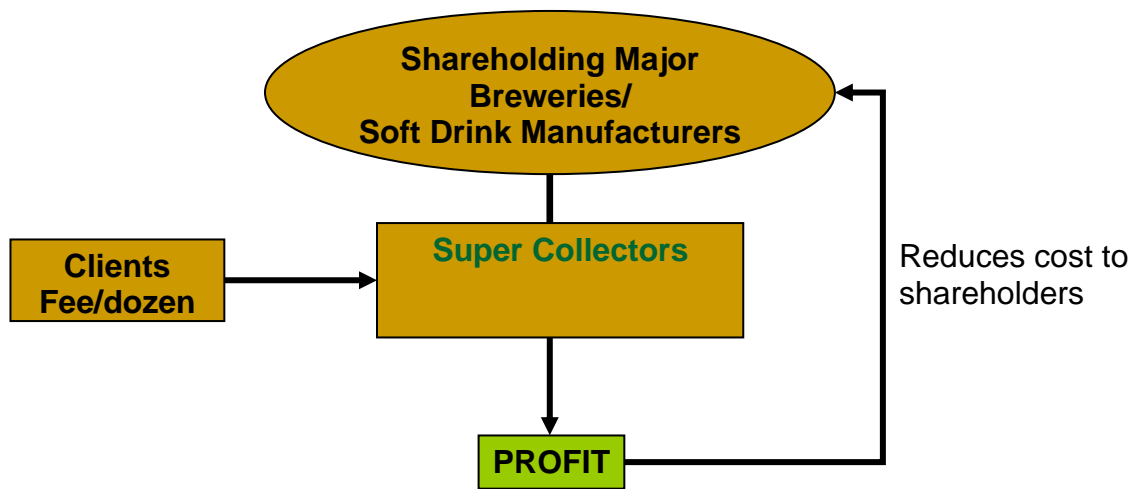 Shareholding Major
Breweries/
Soft Drink Manufacturers
Super Collectors
Clients
Fee/dozen
Reduces cost to
shareholders
PROFIT